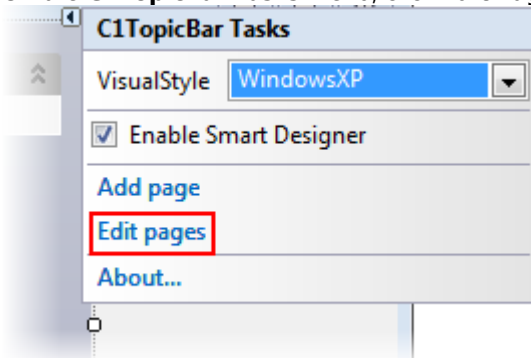 C1TopicBar Tasks
VisualStyle WindowsXP
Enable Smart Designer
Add page
Edit pages
About...